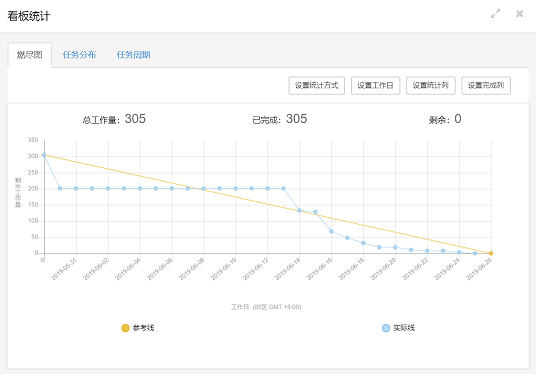 看板统计
燃尽图 任务分布 任务周期
设置统计方式 设置工作日 设置统计列 设置完成列
总工作量：305 已完成：305 剩余：0
350
300
250
200
150
100
50
0
剩余工作量
0 2019-05-31 2019-06-02 2019-06-04 2019-06-06 2019-06-08 2019-06-10 2019-06-12 2019-06-14 2019-06-16 2019-06-18 2019-06-20 2019-06-22 2019-06-24 2019-06-26
工作日 (时区 GMT +8:00)
参考线 实际线